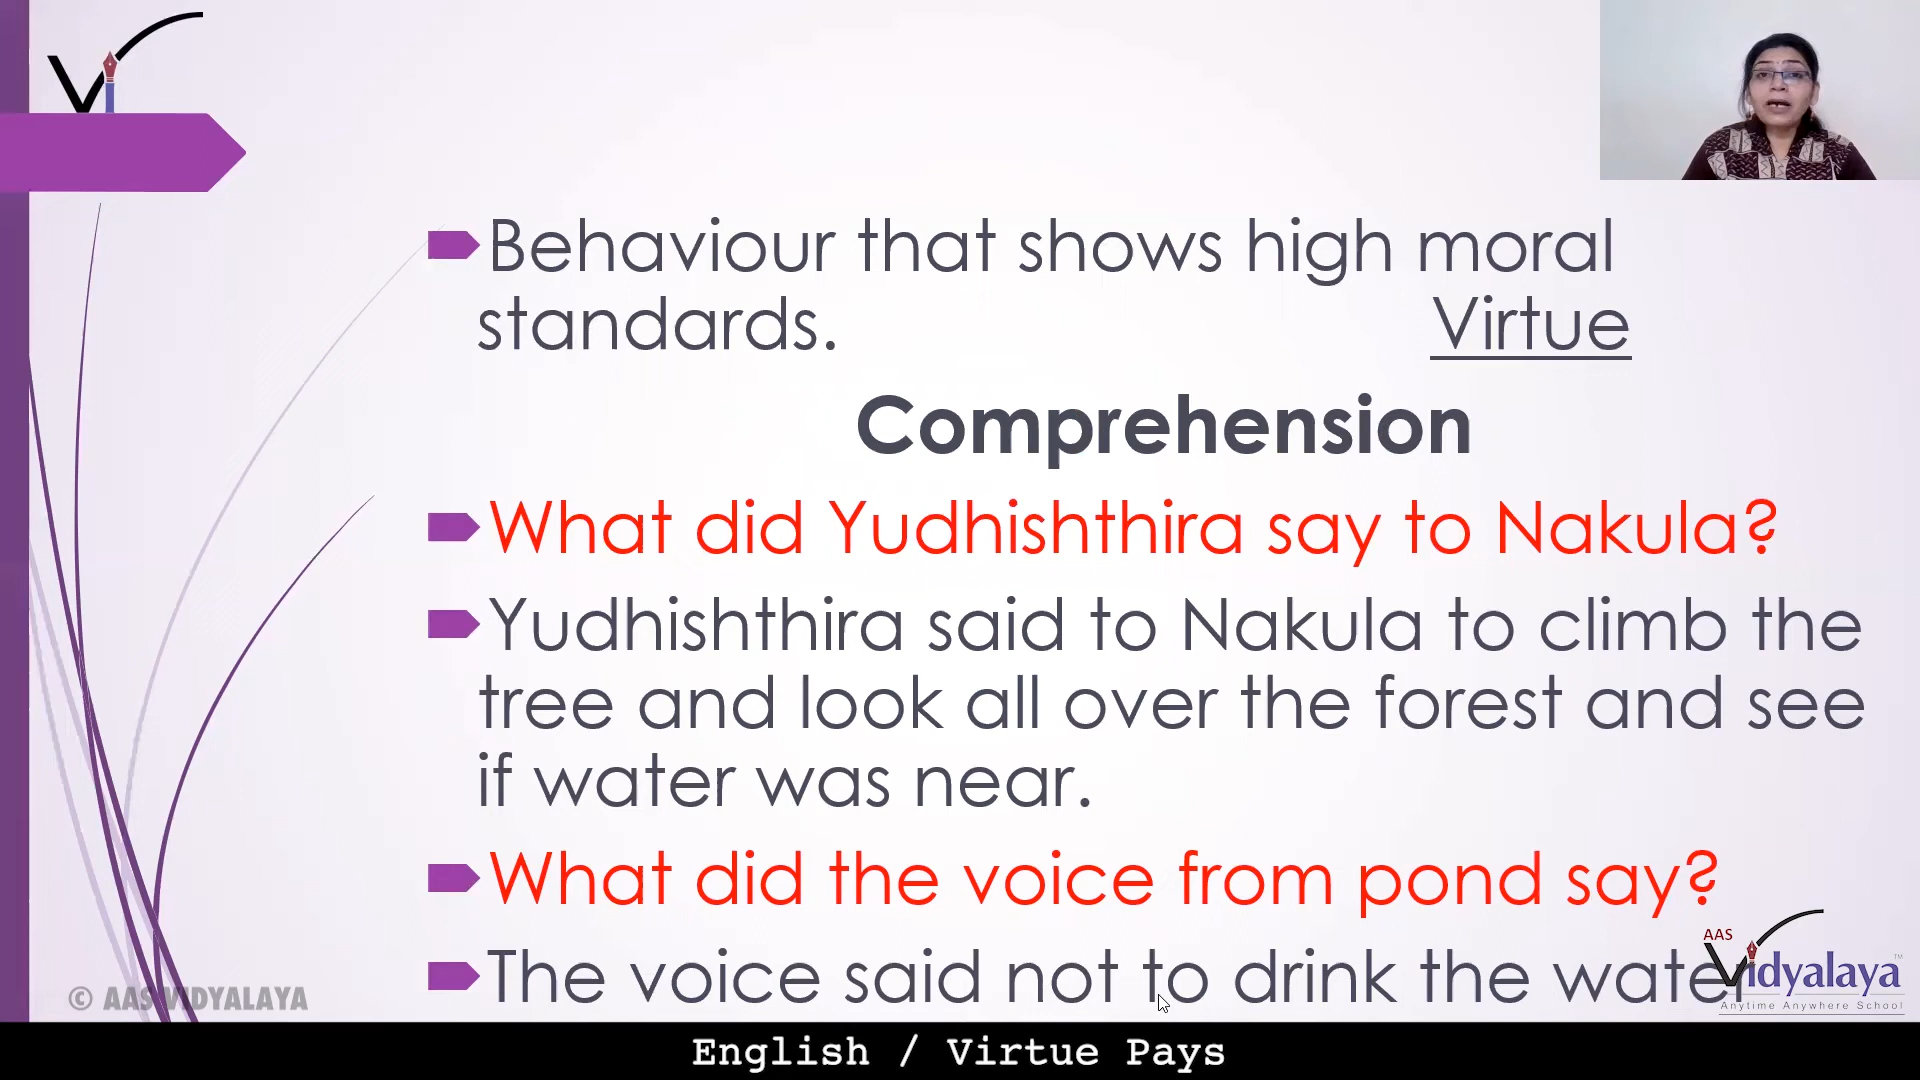 Vi
Behaviour that shows high moral
standards. Virtue
Comprehension
What did Yudhishthira say to Nakula?
Yudhishthira said to Nakula to climb the
tree and look all over the forest and see
if water was near.
What did the voice from pond say?
The voice said not to drink the water
AAS
Vidyalaya TM
Anytime Anywhere School
© AAS VIDYALAYA
English / Virtue Pays